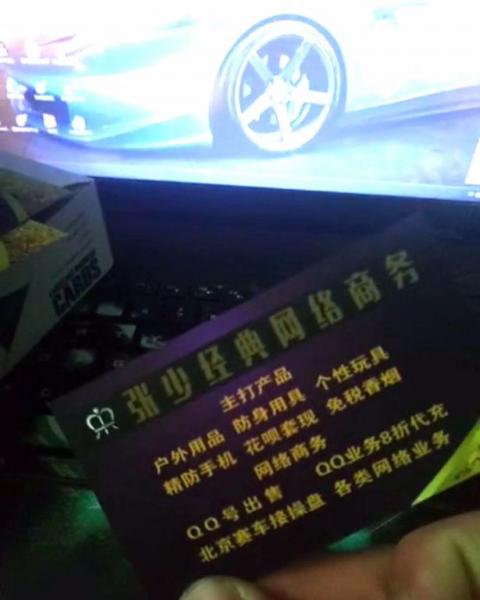 张少经典网络商务
主打产品
户外用品 防身用具 个性玩具
精防手机 花呗套现 免税香烟
网络商务
QQ号出售 QQ业务8折代充
北京赛车接操盘 各类网络业务
CARDS